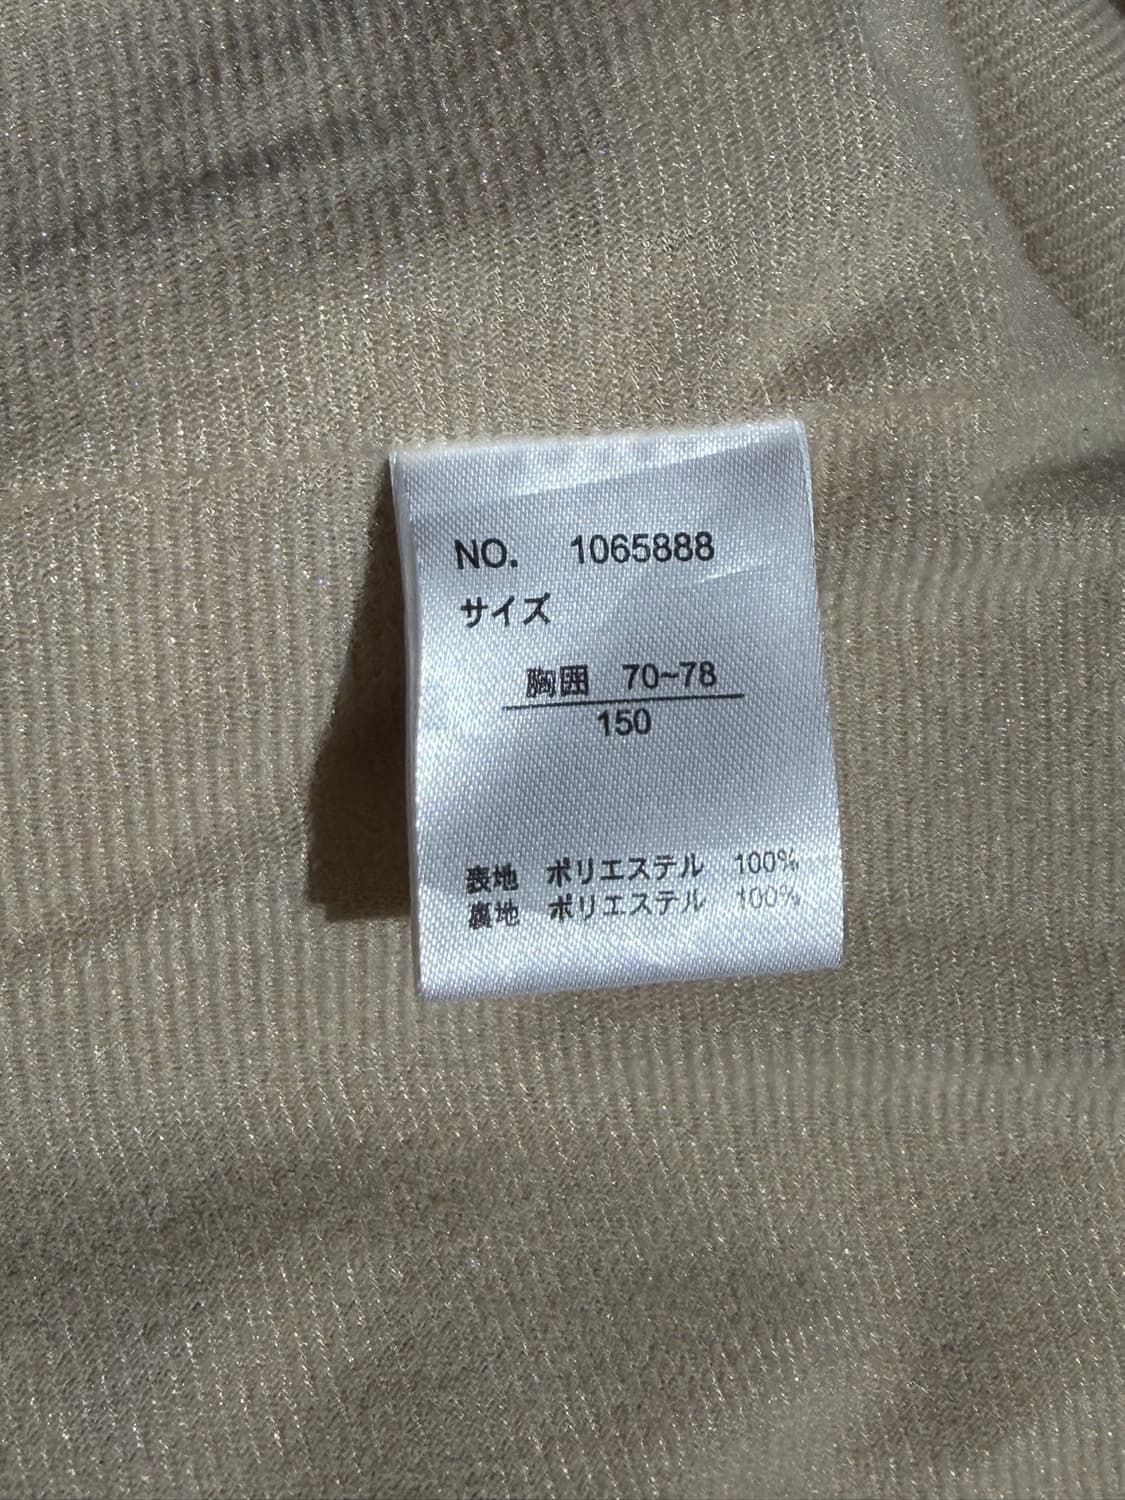 NO. 1065888
サイズ
胸囲 70~78
150
表地 ポリエステル 100%
裏地 ポリエステル 100%